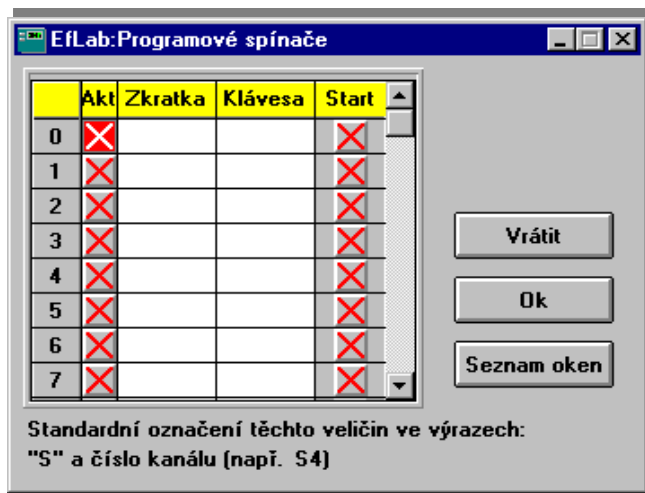 EfLab:Programové spínače
Akt Zkratka Klávesa Start
0
1
2
3
4
5
6
7
Vrátit
Ok
Seznam oken
Standardní označení těchto veličin ve výrazech:
"S" a číslo kanálu (např. S4)